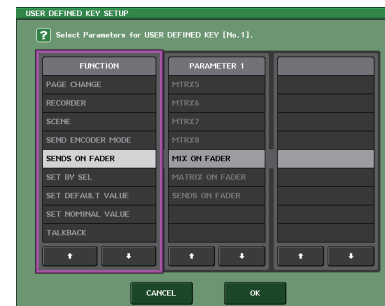 USER DEFINED KEY SETUP
? Select Parameters for USER DEFINED KEY [No.1].
FUNCTION
PAGE CHANGE
RECORDER
SCENE
SEND ENCODER MODE
SENDS ON FADER
SET BY SEL
SET DEFAULT VALUE
SET NOMINAL VALUE
TALKBACK
PARAMETER 1
MTRX5
MTRX6
MTRX7
MTRX8
MIX ON FADER
MATRIX ON FADER
SENDS ON FADER
CANCEL
OK